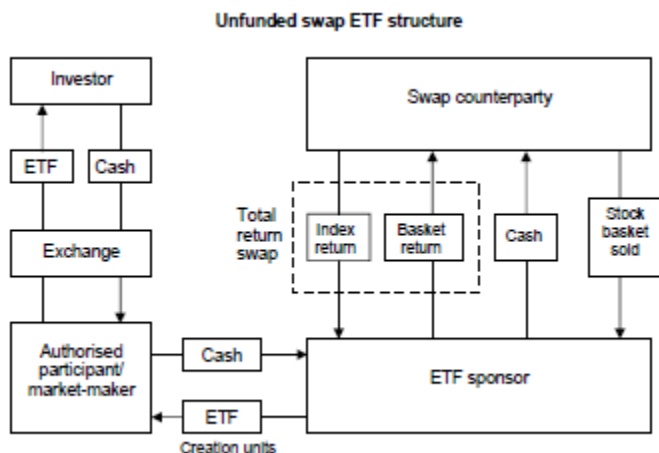 Unfunded swap ETF structure
Investor
Swap counterparty
ETF
Cash
Total
return
swap
Index
return
Basket
return
Cash
Stock
basket
sold
Exchange
Authorised
participant/
market-maker
Cash
ETF sponsor
ETF
Creation units